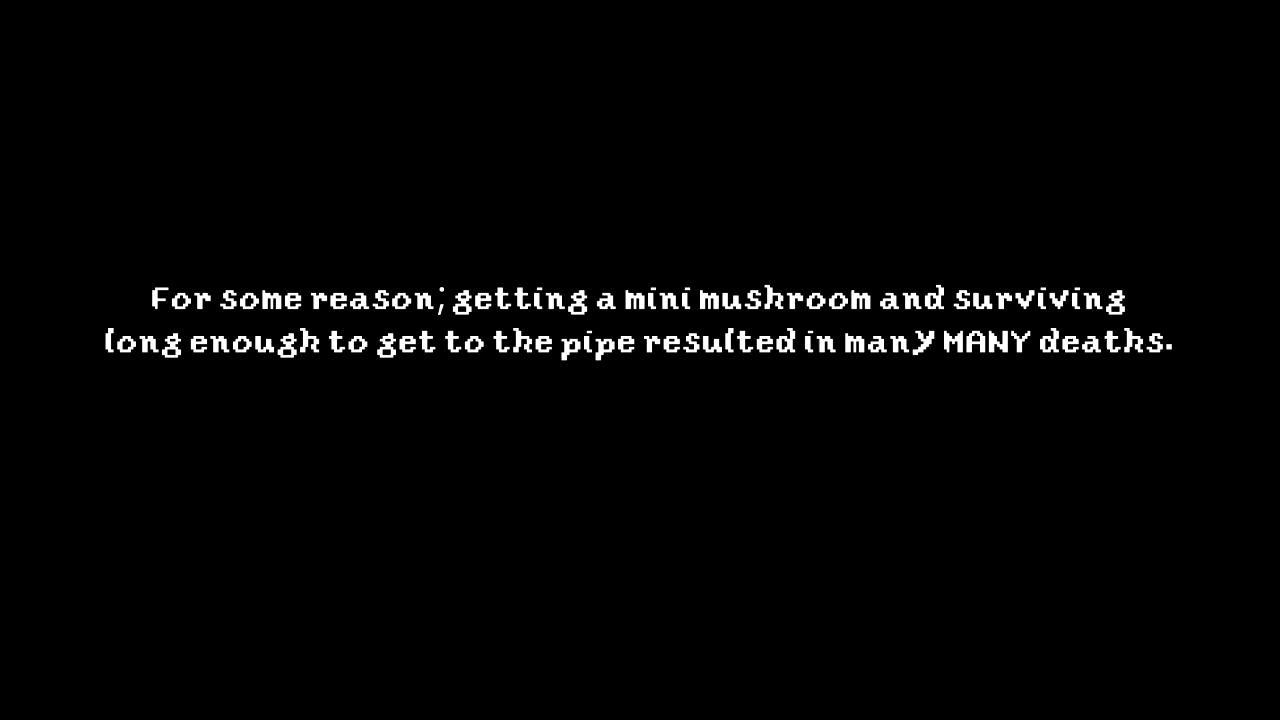 For some reason; getting a mini mushroom and surviving
long enough to get to the pipe resulted in many MANY deaths.